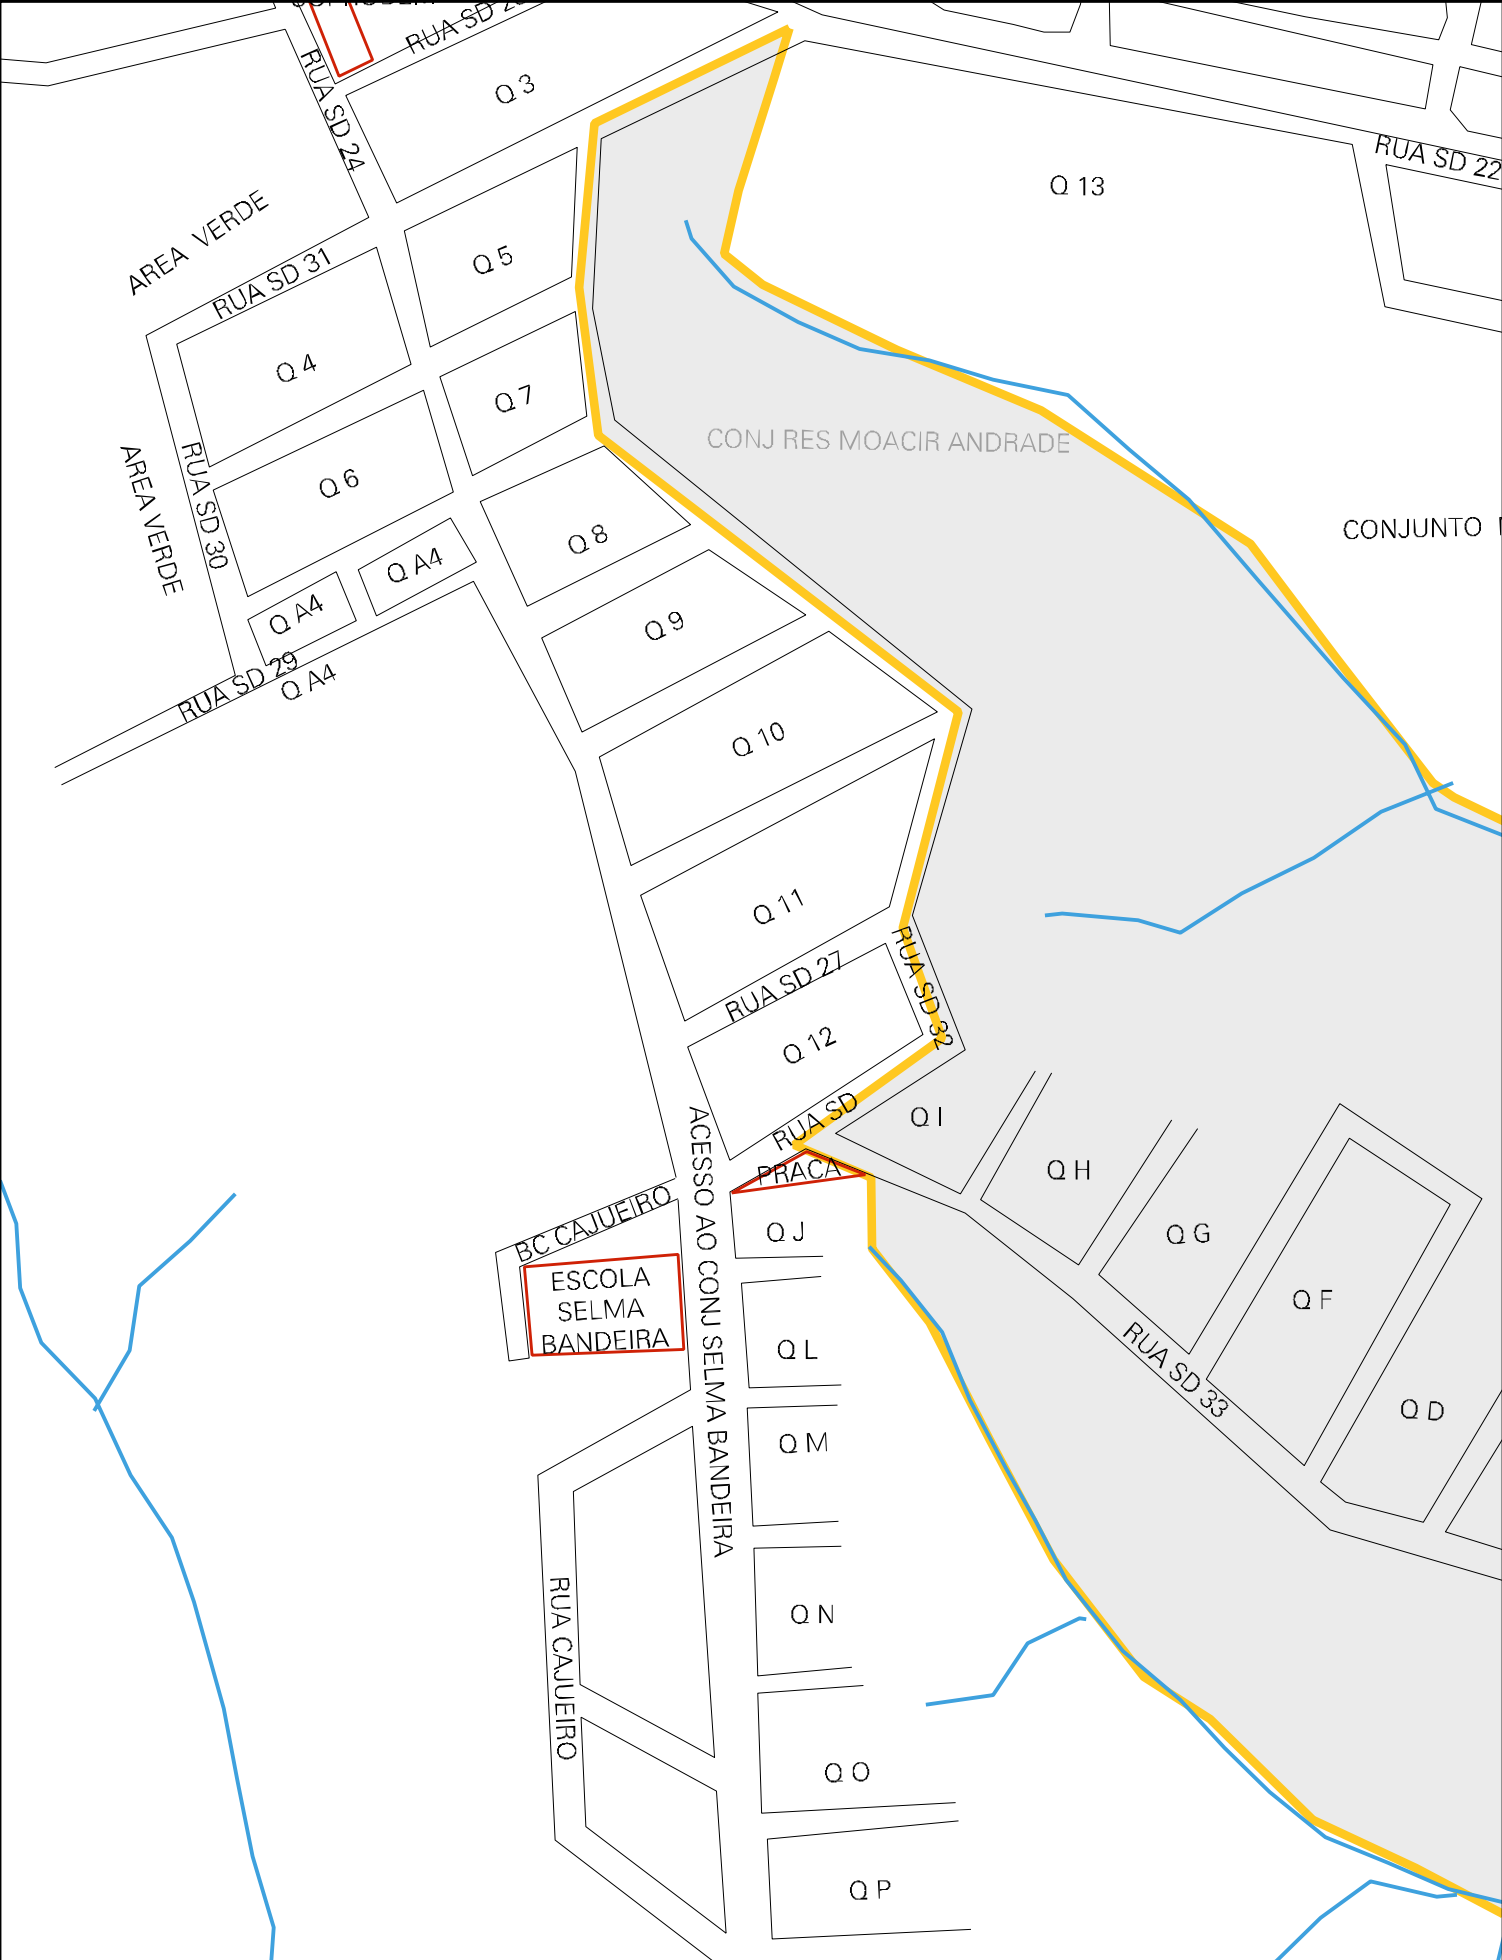 RUA SD 24
Q 3
RUA SD 22
Q 13
AREA VERDE
RUA SD 31
Q 5
Q 4
Q 7
CONJ RES MOACIR ANDRADE
AREA VERDE
RUA SD 30
Q 6
Q 8
CONJUNTO
Q A4
Q A4
Q 9
RUA SD 29
Q A4
Q 10
Q 11
RUA SD 27
RUA SD 32
Q 12
RUA SD
Q I
PRACA
Q H
ACESSO AO CONJ SELMA BANDEIRA
BC CAJUEIRO
Q J
Q G
ESCOLA
SELMA
BANDEIRA
Q F
Q L
RUA SD 33
Q D
Q M
RUA CAJUEIRO
Q N
Q O
Q P